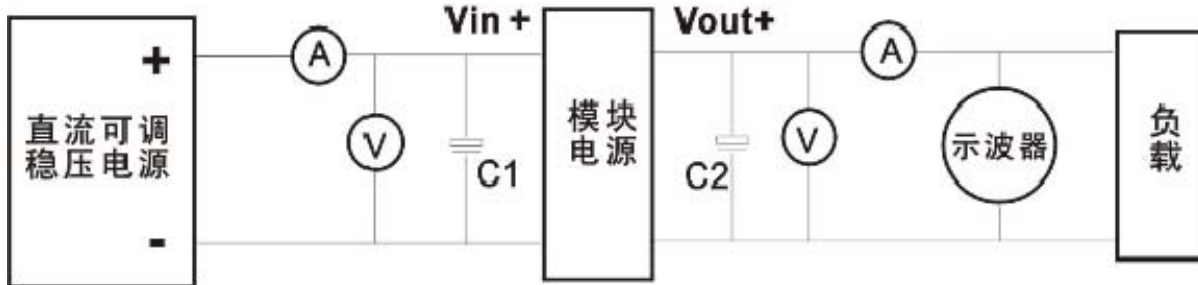 +
直流可调
稳压电源
-
A
V
Vin +
C1
模块
电源
Vout+
C2
V
A
示波器
负
载